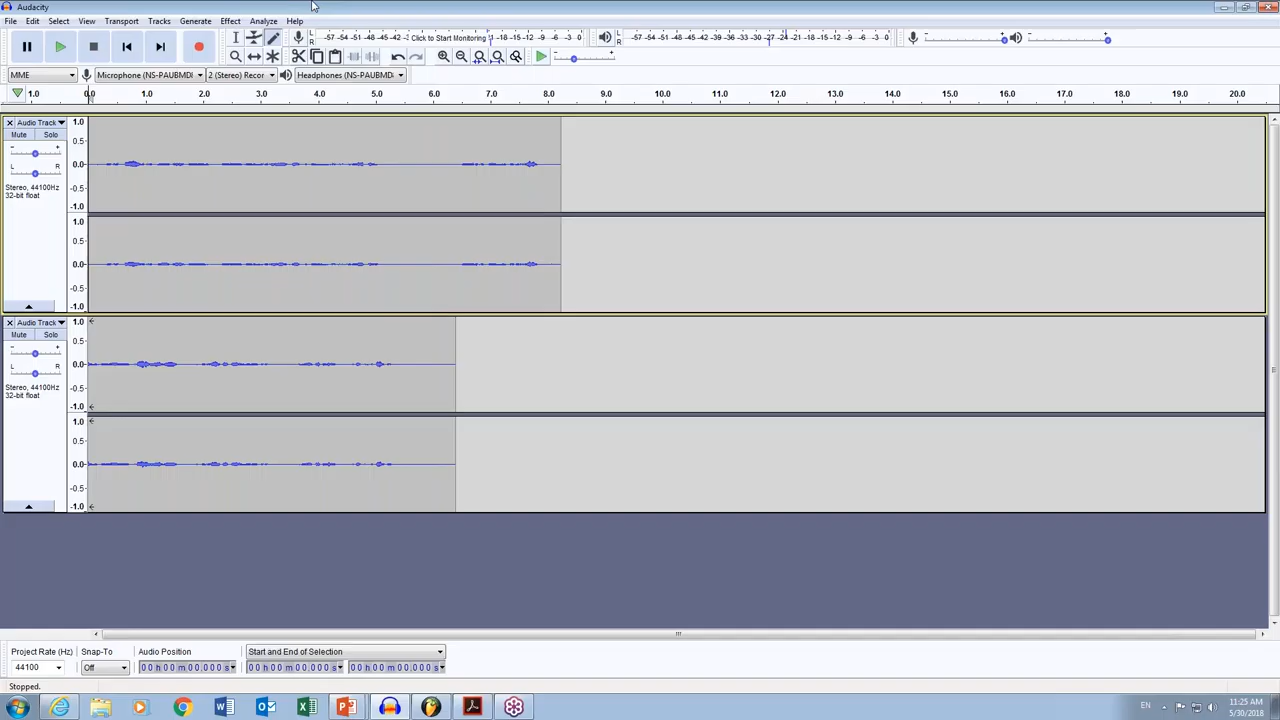 Audacity
File Edit Select View Transport Tracks Generate Effect Analyze Help
L R -57 -54 -51 -48 -45 -42 - Click to Start Monitoring -18 -15 -12 -9 -6 -3 0
L R -57 -54 -51 -48 -45 -42 -39 -36 -33 -30 -27 -24 -21 -18 -15 -12 -9 -6 -3 0
MME Microphone (NS-PAUBMDI 2 (Stereo) Recor Headphones (NS-PAUBMDI
1.0 0.0 1.0 2.0 3.0 4.0 5.0 6.0 7.0 8.0 9.0 10.0 11.0 12.0 13.0 14.0 15.0 16.0 17.0 18.0 19.0 20.0
Audio Track
Mute Solo
- +
L R
Stereo, 44100Hz
32-bit float
1.0
0.5
0.0
-0.5
-1.0
1.0
0.5
0.0
-0.5
-1.0
Audio Track
Mute Solo
- +
L R
Stereo, 44100Hz
32-bit float
1.0
0.5
0.0
-0.5
-1.0
1.0
0.5
0.0
-0.5
-1.0
Project Rate (Hz) Snap-To Audio Position Start and End of Selection
44100 Off 00 h 00 m 00.000 s 00 h 00 m 00.000 s 00 h 00 m 00.000 s
Stopped.
EN 11:25 AM
5/30/2018